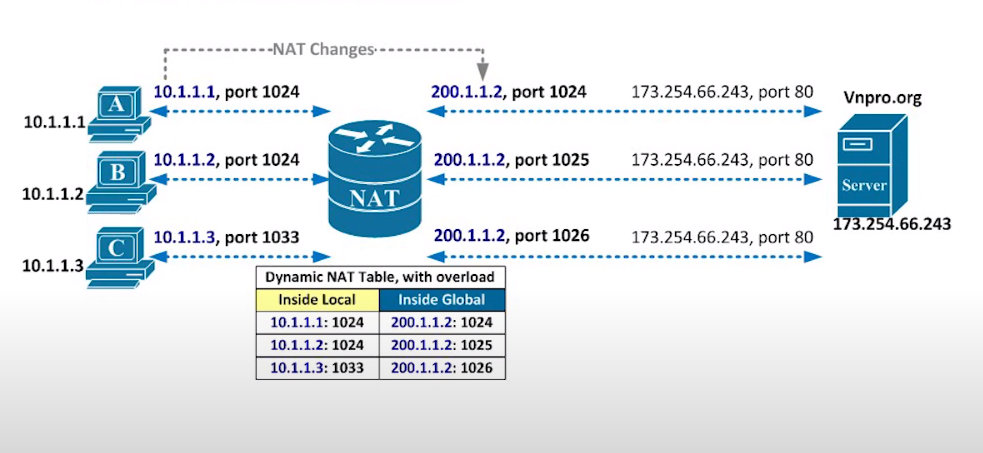 NAT Changes
10.1.1.1, port 1024
200.1.1.2, port 1024
173.254.66.243, port 80
Vnpro.org
A
10.1.1.1
10.1.1.2, port 1024
200.1.1.2, port 1025
173.254.66.243, port 80
B
10.1.1.2
NAT
Server
173.254.66.243
10.1.1.3, port 1033
200.1.1.2, port 1026
173.254.66.243, port 80
C
10.1.1.3
Dynamic NAT Table, with overload
Inside Local Inside Global
10.1.1.1: 1024 200.1.1.2: 1024
10.1.1.2: 1024 200.1.1.2: 1025
10.1.1.3: 1033 200.1.1.2: 1026